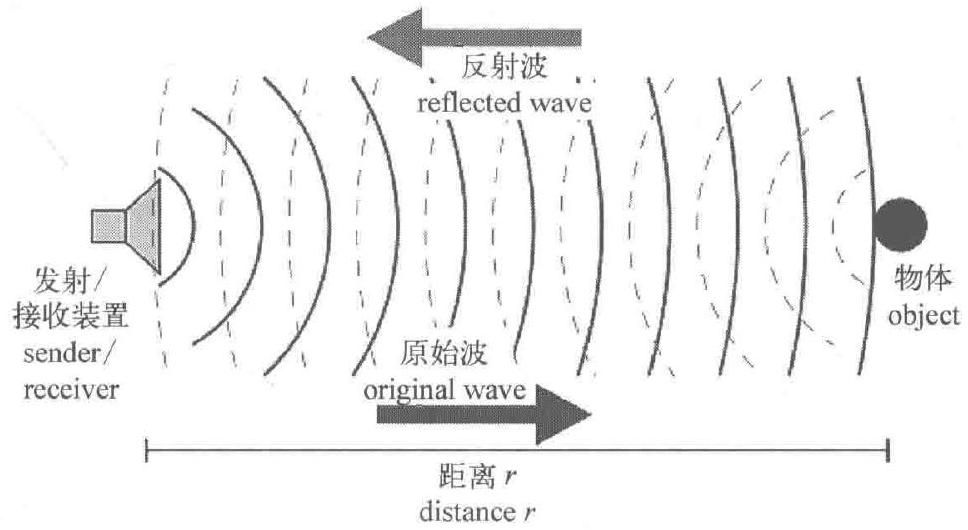 反射波
reflected wave
发射/
接收装置
sender/
receiver
物体
object
原始波
original wave
距离 r
distance r